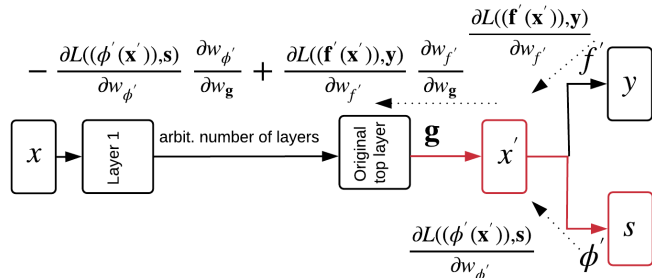 ∂L((f′(x′)),y)
∂w_f′
− ∂L((ϕ′(x′)),s) ∂w_ϕ′ + ∂L((f′(x′)),y) ∂w_f′
∂w_ϕ′ ∂w_g ∂w_f′ ∂w_g
f′
y
x
Layer 1
arbit. number of layers
Original
top layer
g
x′
∂L((ϕ′(x′)),s)
∂w_ϕ′
ϕ′
s